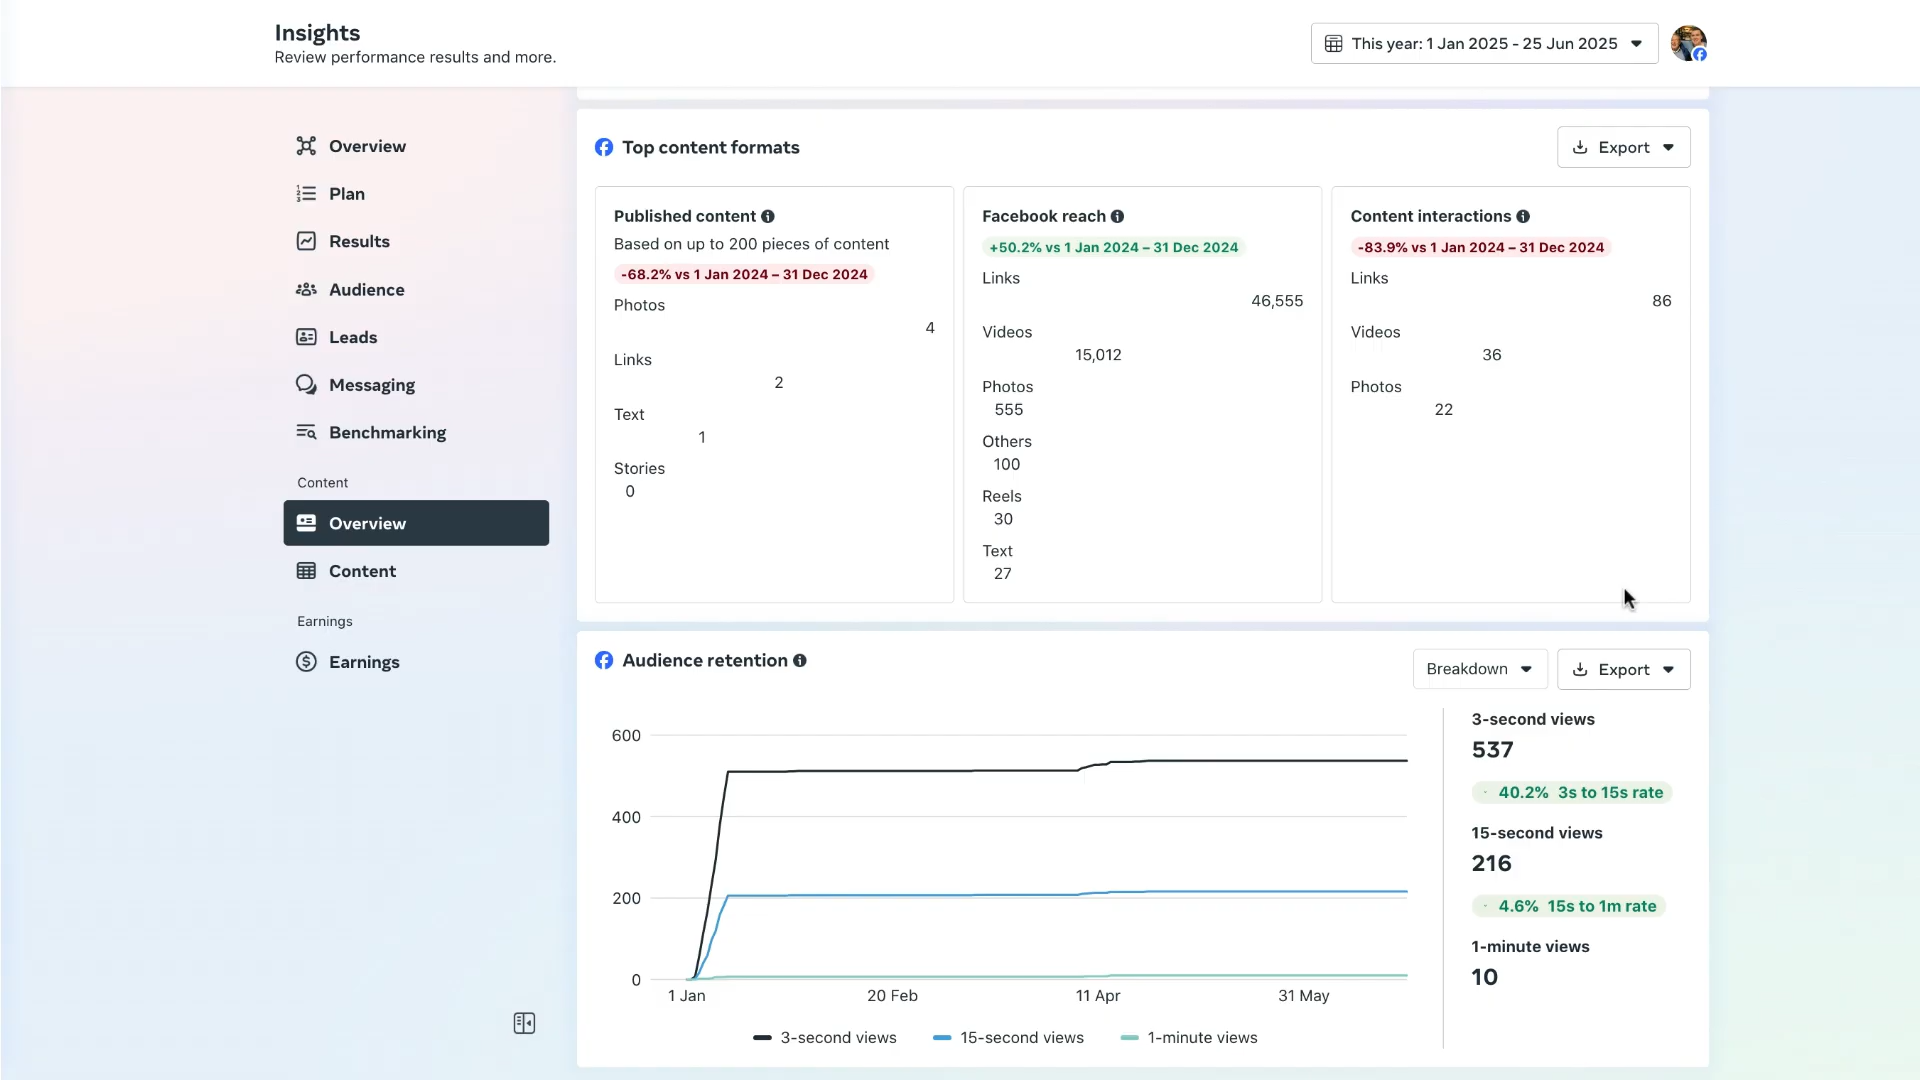 Insights
Review performance results and more.
This year: 1 Jan 2025 - 25 Jun 2025
Overview
Plan
Results
Audience
Leads
Messaging
Benchmarking
Content
Overview
Content
Earnings
Earnings
Top content formats
Export
Published content
Based on up to 200 pieces of content
-68.2% vs 1 Jan 2024 – 31 Dec 2024
Photos
4
Links
2
Text
1
Stories
0
Facebook reach
+50.2% vs 1 Jan 2024 – 31 Dec 2024
Links
46,555
Videos
15,012
Photos
555
Others
100
Reels
30
Text
27
Content interactions
-83.9% vs 1 Jan 2024 – 31 Dec 2024
Links
86
Videos
36
Photos
22
Audience retention
Breakdown
Export
600
400
200
0
1 Jan
20 Feb
11 Apr
31 May
3-second views
15-second views
1-minute views
3-second views
537
40.2% 3s to 15s rate
15-second views
216
4.6% 15s to 1m rate
1-minute views
10